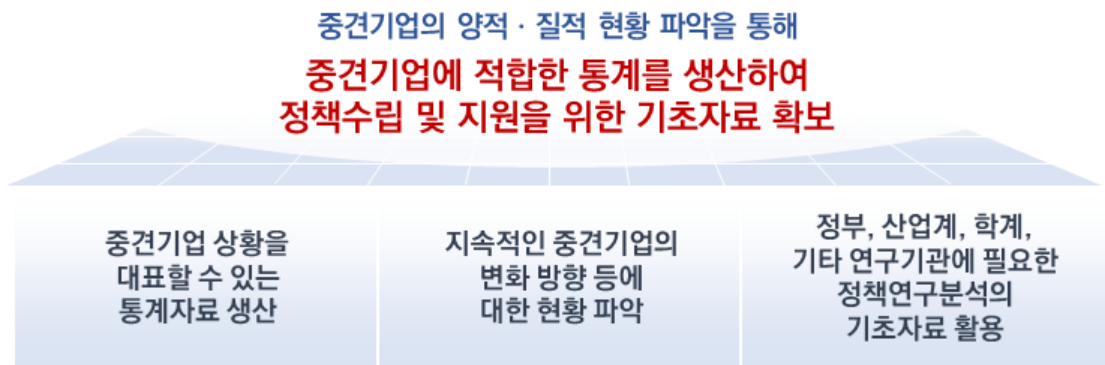 중견기업의 양적 · 질적 현황 파악을 통해
중견기업에 적합한 통계를 생산하여
정책수립 및 지원을 위한 기초자료 확보
중견기업 상황을
대표할 수 있는
통계자료 생산
지속적인 중견기업의
변화 방향 등에
대한 현황 파악
정부, 산업계, 학계,
기타 연구기관에 필요한
정책연구분석의
기초자료 활용